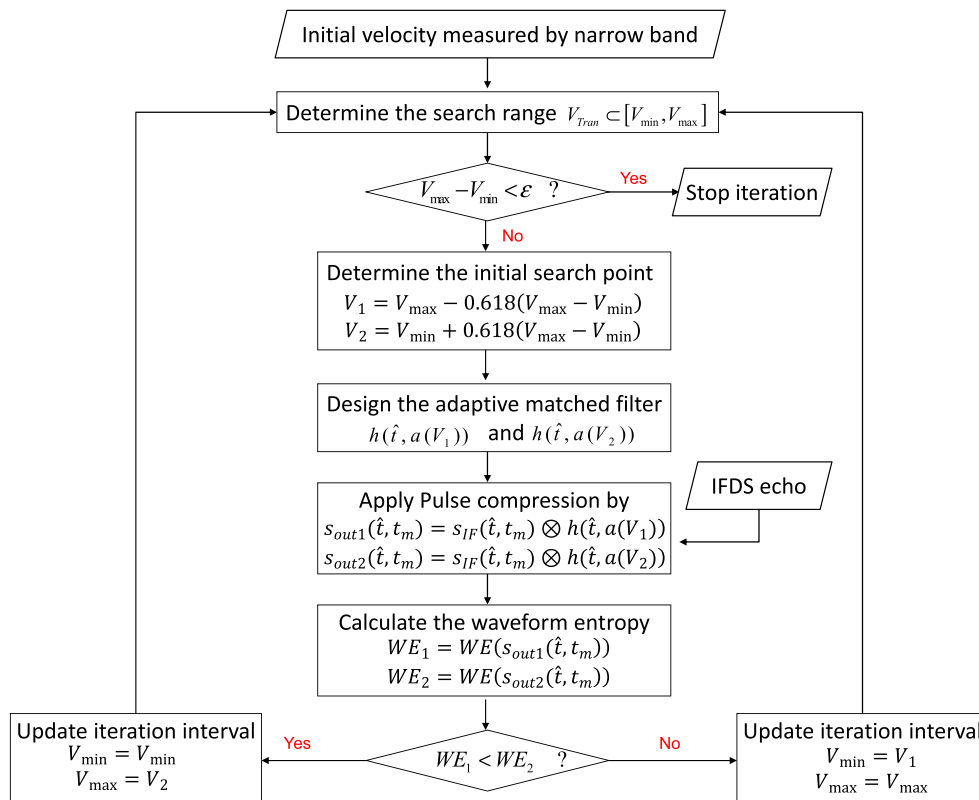 Initial velocity measured by narrow band
Determine the search range V_Tran ⊂ [V_min, V_max]
V_max − V_min < ε ?
Yes
Stop iteration
No
Determine the initial search point
V_1 = V_max − 0.618(V_max − V_min)
V_2 = V_min + 0.618(V_max − V_min)
Design the adaptive matched filter
h(t̂, a(V_1)) and h(t̂, a(V_2))
IFDS echo
Apply Pulse compression by
s_out1(t̂, t_m) = s_IF(t̂, t_m) ⊗ h(t̂, a(V_1))
s_out2(t̂, t_m) = s_IF(t̂, t_m) ⊗ h(t̂, a(V_2))
Calculate the waveform entropy
WE_1 = WE(s_out1(t̂, t_m))
WE_2 = WE(s_out2(t̂, t_m))
WE_1 < WE_2 ?
Yes
Update iteration interval
V_min = V_min
V_max = V_2
No
Update iteration interval
V_min = V_1
V_max = V_max